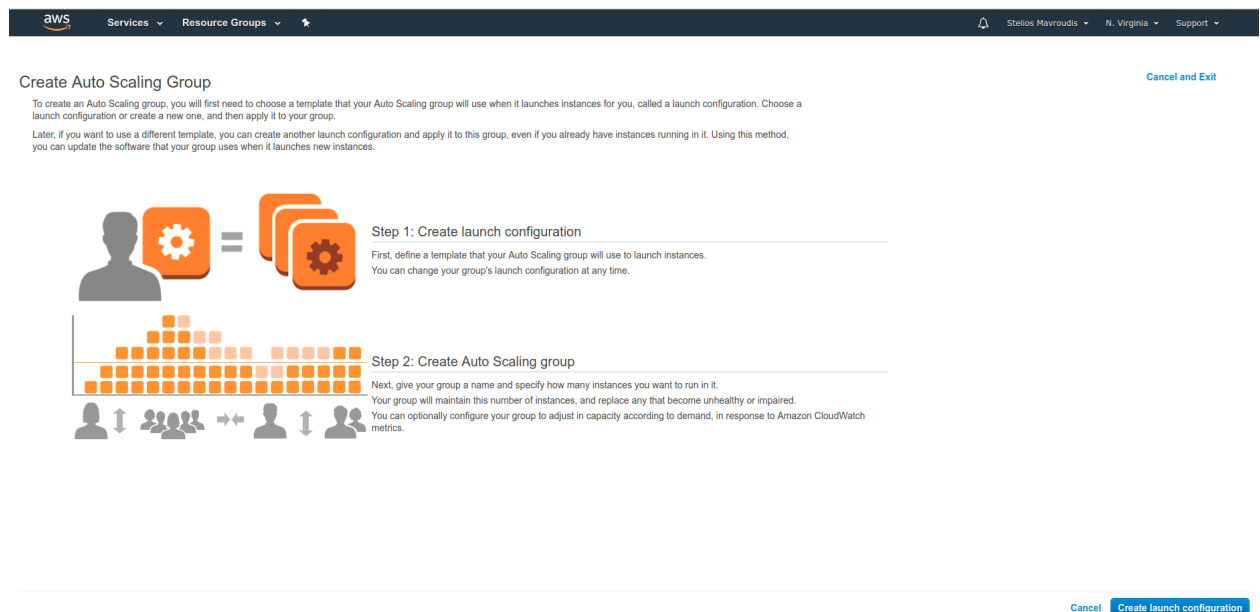 aws Services Resource Groups Stelios Mavroudis N. Virginia Support
Create Auto Scaling Group
Cancel and Exit
To create an Auto Scaling group, you will first need to choose a template that your Auto Scaling group will use when it launches instances for you, called a launch configuration. Choose a
launch configuration or create a new one, and then apply it to your group.
Later, if you want to use a different template, you can create another launch configuration and apply it to this group, even if you already have instances running in it. Using this method,
you can update the software that your group uses when it launches new instances.
Step 1: Create launch configuration
First, define a template that your Auto Scaling group will use to launch instances.
You can change your group's launch configuration at any time.
Step 2: Create Auto Scaling group
Next, give your group a name and specify how many instances you want to run in it.
Your group will maintain this number of instances, and replace any that become unhealthy or impaired.
You can optionally configure your group to adjust in capacity according to demand, in response to Amazon CloudWatch
metrics.
Cancel Create launch configuration